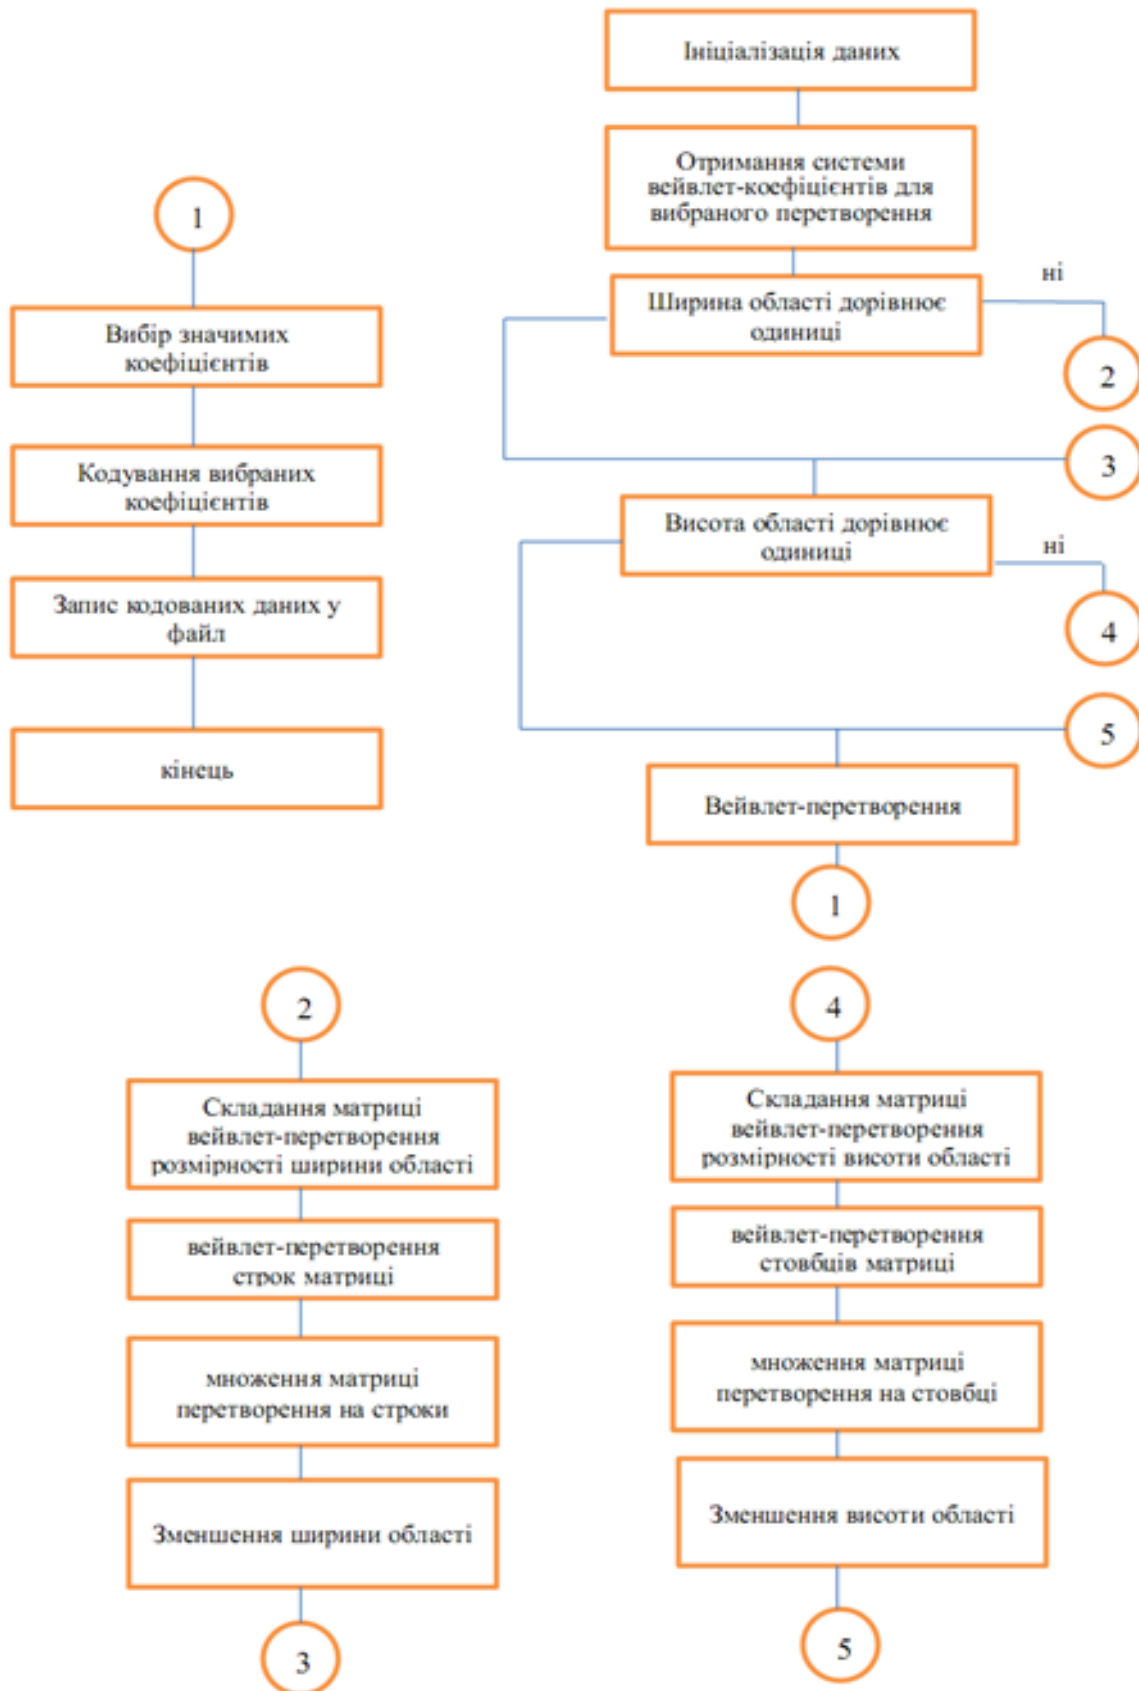 Ініціалізація даних
Отримання системи
вейвлет-коефіцієнтів для
вибраного перетворення
Ширина області дорівнює
одиниці
ні
2
3
Висота області дорівнює
одиниці
ні
4
5
Вейвлет-перетворення
1
1
Вибір значимих
коефіцієнтів
Кодування вибраних
коефіцієнтів
Запис кодованих даних у
файл
кінець
2
Складання матриці
вейвлет-перетворення
розмірності ширини області
вейвлет-перетворення
строк матриці
множення матриці
перетворення на строки
Зменшення ширини області
3
4
Складання матриці
вейвлет-перетворення
розмірності висоти області
вейвлет-перетворення
стовбців матриці
множення матриці
перетворення на стовбці
Зменшення висоти області
5